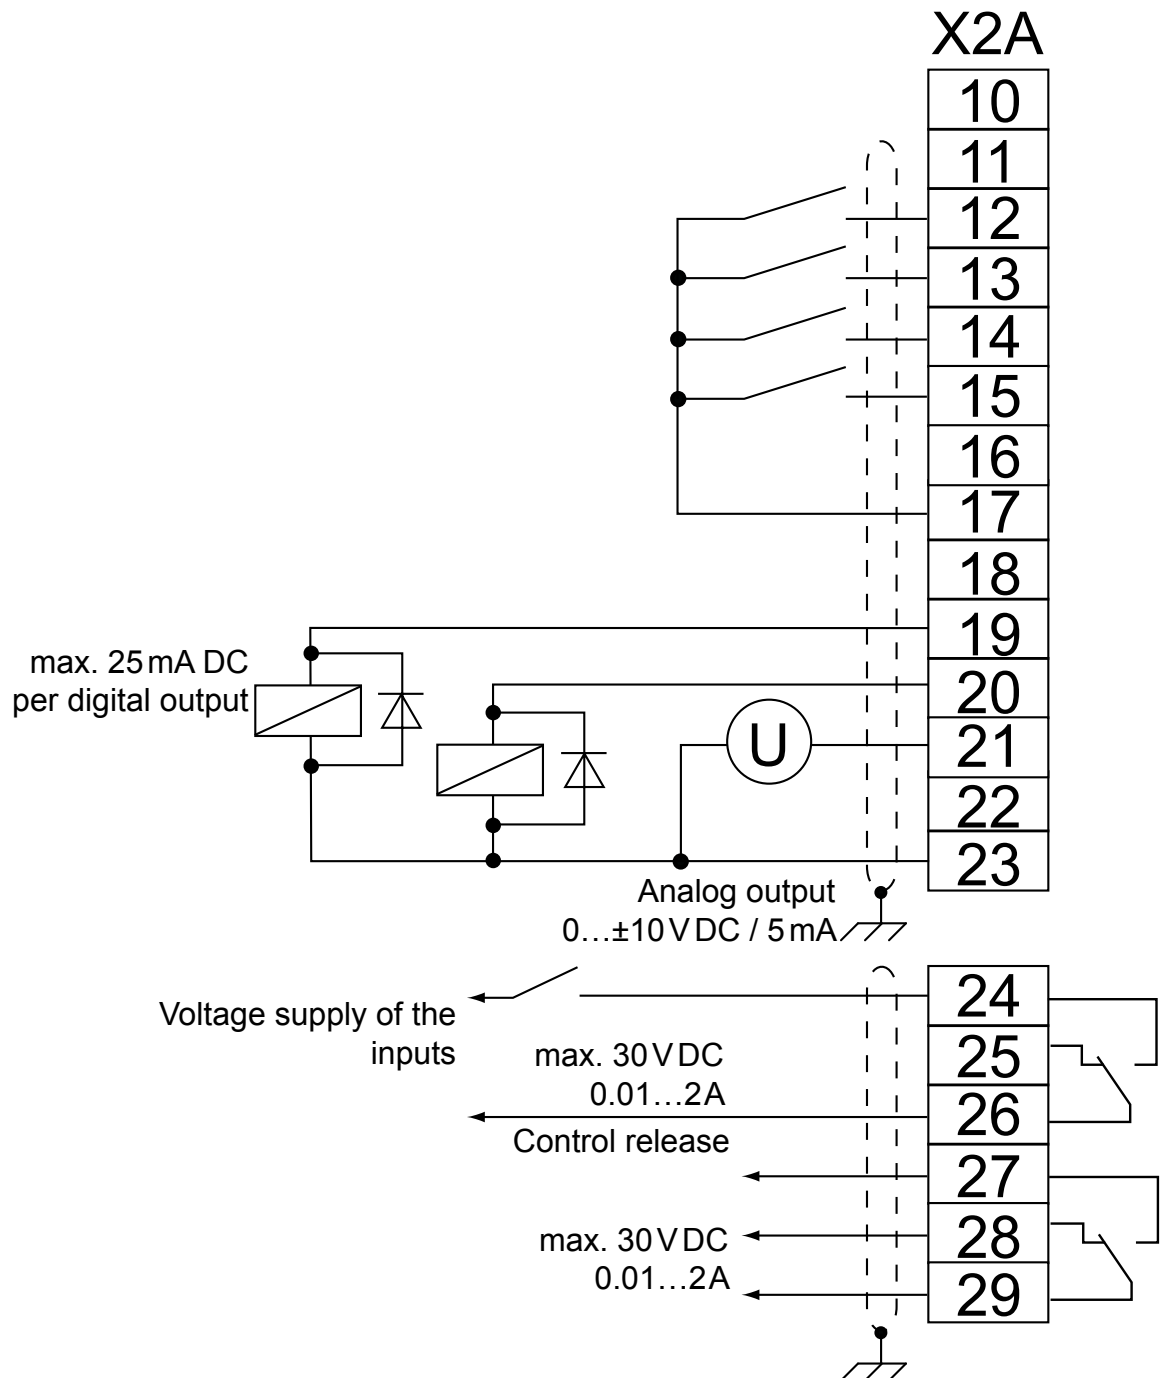 X2A
10
11
12
13
14
15
16
17
18
19
max. 25 mA DC
per digital output
20
21
U
22
23
Analog output
0…±10 V DC / 5 mA
24
Voltage supply of the
inputs
25
max. 30 V DC
0.01…2 A
26
Control release
27
28
max. 30 V DC
0.01…2 A
29